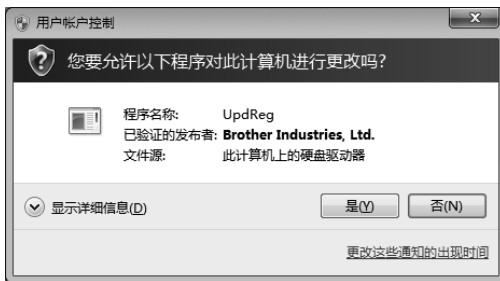 用户帐户控制
您要允许以下程序对此计算机进行更改吗?
程序名称: UpdReg
已验证的发布者: Brother Industries, Ltd.
文件源: 此计算机上的硬盘驱动器
显示详细信息(D) 是(Y) 否(N)
更改这些通知的出现时间